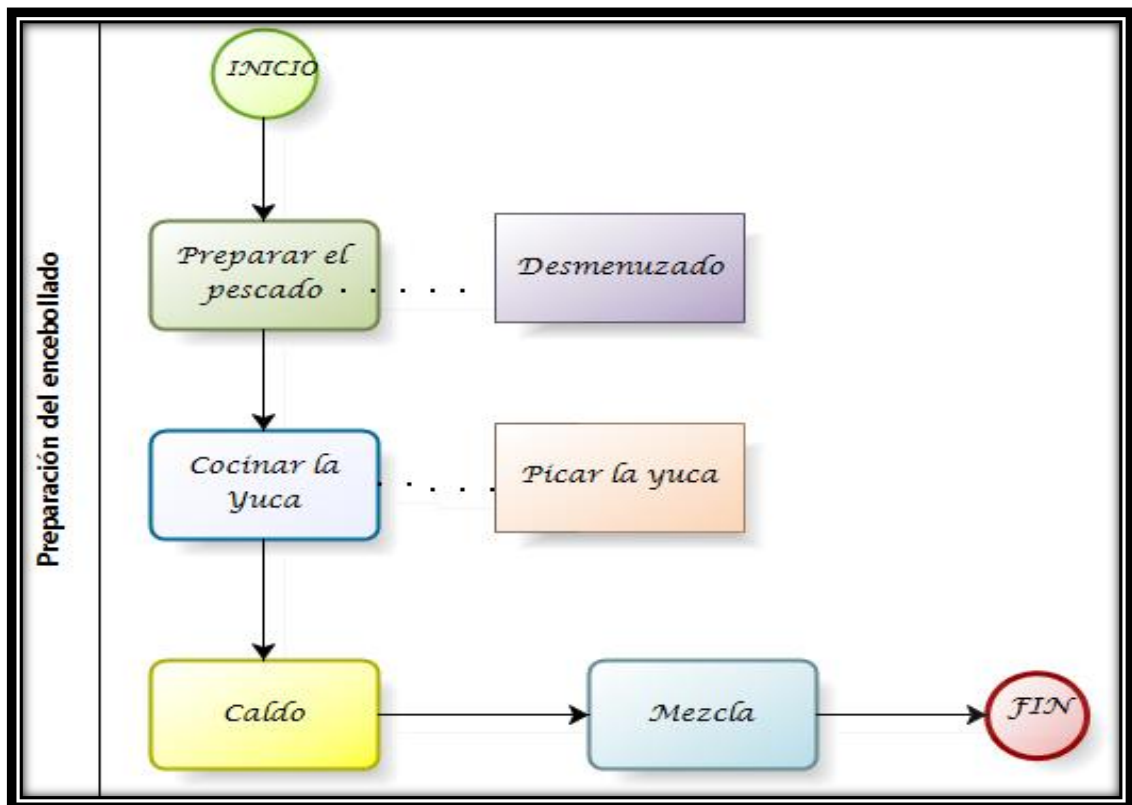 Preparación del encebollado
INICIO
Preparar el
pescado
Desmenuzado
Cocinar la
Yuca
Picar la yuca
Caldo
Mezcla
FIN